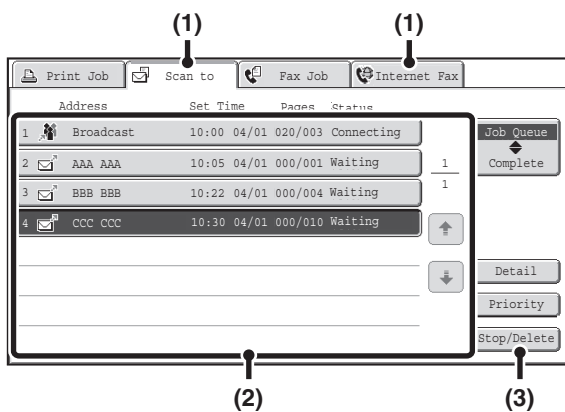 (1) (1)
Print Job Scan to Fax Job Internet Fax
Address Set Time Pages Status
1 Broadcast 10:00 04/01 020/003 Connecting
2 AAA AAA 10:05 04/01 000/001 Waiting
3 BBB BBB 10:22 04/01 000/004 Waiting
4 CCC CCC 10:30 04/01 000/010 Waiting
1
1
Job Queue
Complete
Detail
Priority
Stop/Delete
(2) (3)